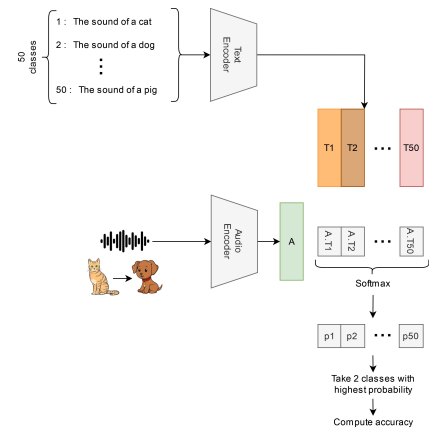 50
classes
1 : The sound of a cat
2 : The sound of a dog
50 : The sound of a pig
Text
Encoder
T1 T2 T50
Audio
Encoder
A
A.T1 A.T2 A.T50
Softmax
p1 p2 p50
Take 2 classes with
highest probability
Compute accuracy